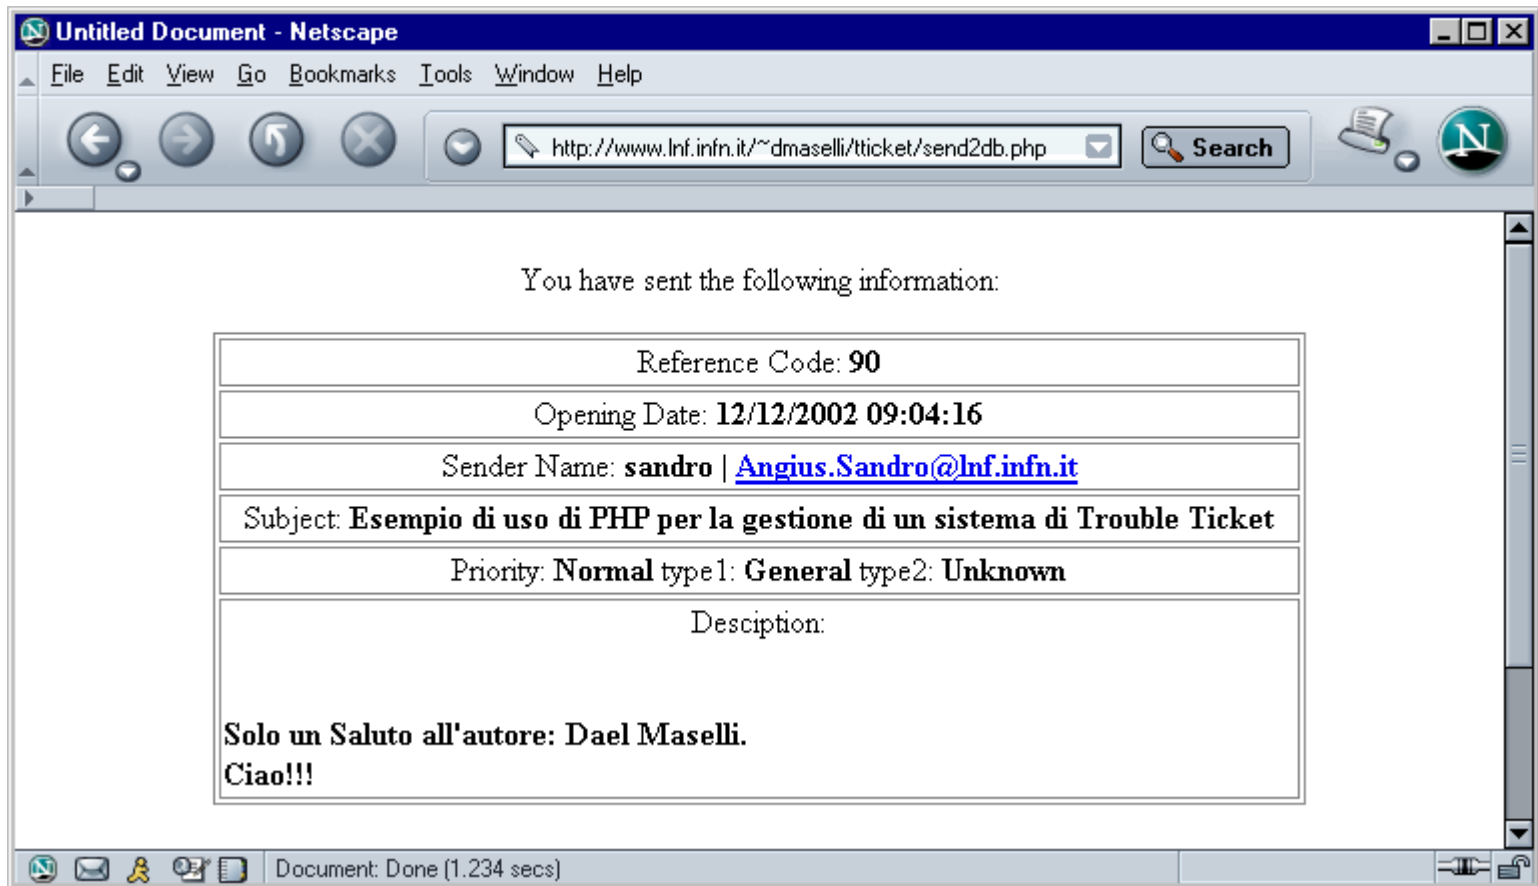 Untitled Document - Netscape
File Edit View Go Bookmarks Tools Window Help
http://www.lnf.infn.it/~dmaselli/tticket/send2db.php Search N
You have sent the following information:
Reference Code: 90
Opening Date: 12/12/2002 09:04:16
Sender Name: sandro | Angius.Sandro@lnf.infn.it
Subject: Esempio di uso di PHP per la gestione di un sistema di Trouble Ticket
Priority: Normal type1: General type2: Unknown
Desciption:
Solo un Saluto all'autore: Dael Maselli.
Ciao!!!
Document: Done (1.234 secs)